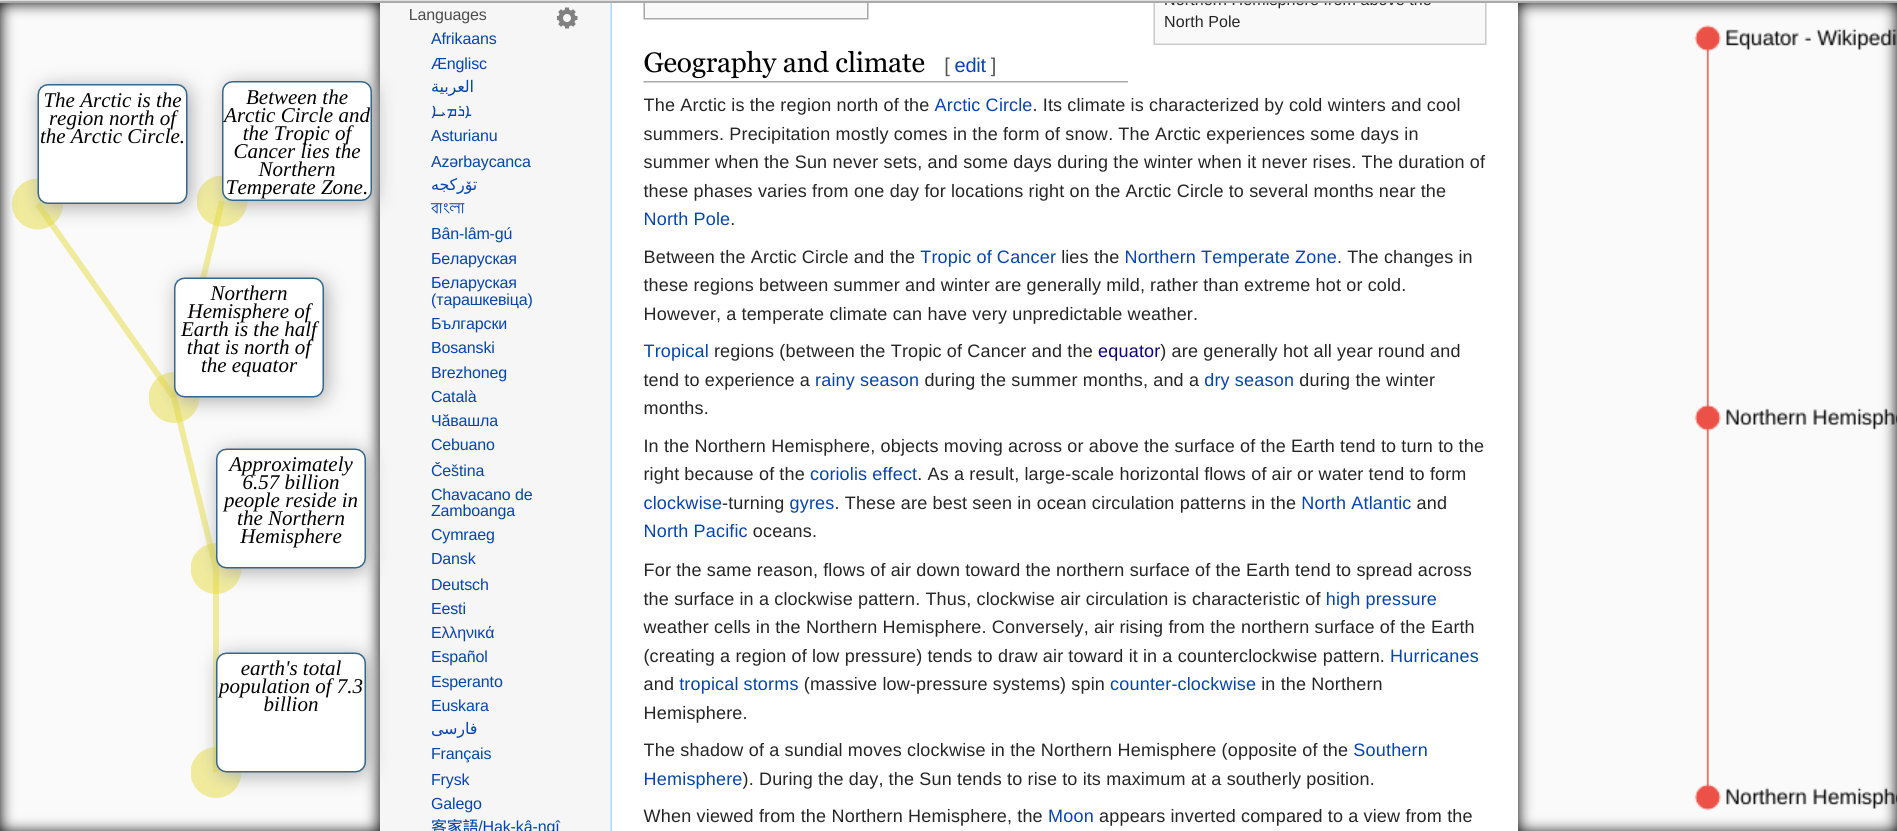 The Arctic is the
region north of
the Arctic Circle.
Between the
Arctic Circle and
the Tropic of
Cancer lies the
Northern
Temperate Zone.
Northern
Hemisphere of
Earth is the half
that is north of
the equator
Approximately
6.57 billion
people reside in
the Northern
Hemisphere
earth's total
population of 7.3
billion
Languages
Afrikaans
Ænglisc
العربية
ܐܪܡܝܐ
Asturianu
Azərbaycanca
تۆرکجه
বাংলা
Bân-lâm-gú
Беларуская
Беларуская
(тарашкевіца)
Български
Bosanski
Brezhoneg
Català
Чӑвашла
Cebuano
Čeština
Chavacano de
Zamboanga
Cymraeg
Dansk
Deutsch
Eesti
Ελληνικά
Español
Esperanto
Euskara
فارسی
Français
Frysk
Galego
客家語/Hak-kâ-ngî
Northern Hemisphere from above the
North Pole
Geography and climate [ edit ]
The Arctic is the region north of the Arctic Circle. Its climate is characterized by cold winters and cool
summers. Precipitation mostly comes in the form of snow. The Arctic experiences some days in
summer when the Sun never sets, and some days during the winter when it never rises. The duration of
these phases varies from one day for locations right on the Arctic Circle to several months near the
North Pole.
Between the Arctic Circle and the Tropic of Cancer lies the Northern Temperate Zone. The changes in
these regions between summer and winter are generally mild, rather than extreme hot or cold.
However, a temperate climate can have very unpredictable weather.
Tropical regions (between the Tropic of Cancer and the equator) are generally hot all year round and
tend to experience a rainy season during the summer months, and a dry season during the winter
months.
In the Northern Hemisphere, objects moving across or above the surface of the Earth tend to turn to the
right because of the coriolis effect. As a result, large-scale horizontal flows of air or water tend to form
clockwise-turning gyres. These are best seen in ocean circulation patterns in the North Atlantic and
North Pacific oceans.
For the same reason, flows of air down toward the northern surface of the Earth tend to spread across
the surface in a clockwise pattern. Thus, clockwise air circulation is characteristic of high pressure
weather cells in the Northern Hemisphere. Conversely, air rising from the northern surface of the Earth
(creating a region of low pressure) tends to draw air toward it in a counterclockwise pattern. Hurricanes
and tropical storms (massive low-pressure systems) spin counter-clockwise in the Northern
Hemisphere.
The shadow of a sundial moves clockwise in the Northern Hemisphere (opposite of the Southern
Hemisphere). During the day, the Sun tends to rise to its maximum at a southerly position.
When viewed from the Northern Hemisphere, the Moon appears inverted compared to a view from the
Equator - Wikipedi
Northern Hemisph
Northern Hemisph